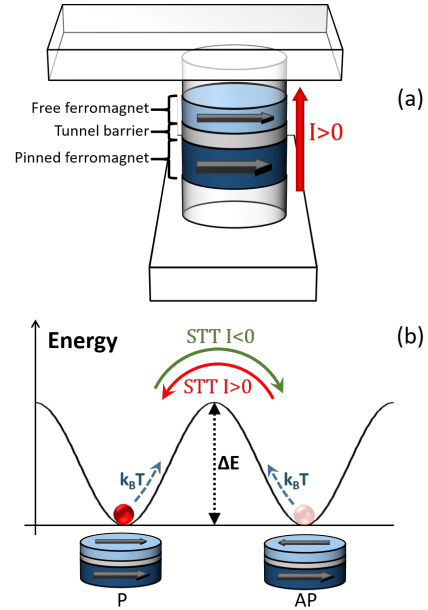 (a)
Free ferromagnet
Tunnel barrier
Pinned ferromagnet
I>0
(b)
Energy
STT I<0
STT I>0
k_BT
ΔE
k_BT
P
AP